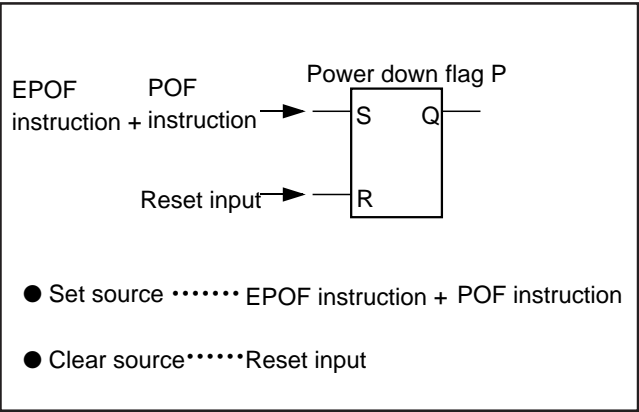 Power down flag P
EPOF instruction + POF instruction
S
Q
Reset input
R
● Set source ······· EPOF instruction + POF instruction
● Clear source ······ Reset input